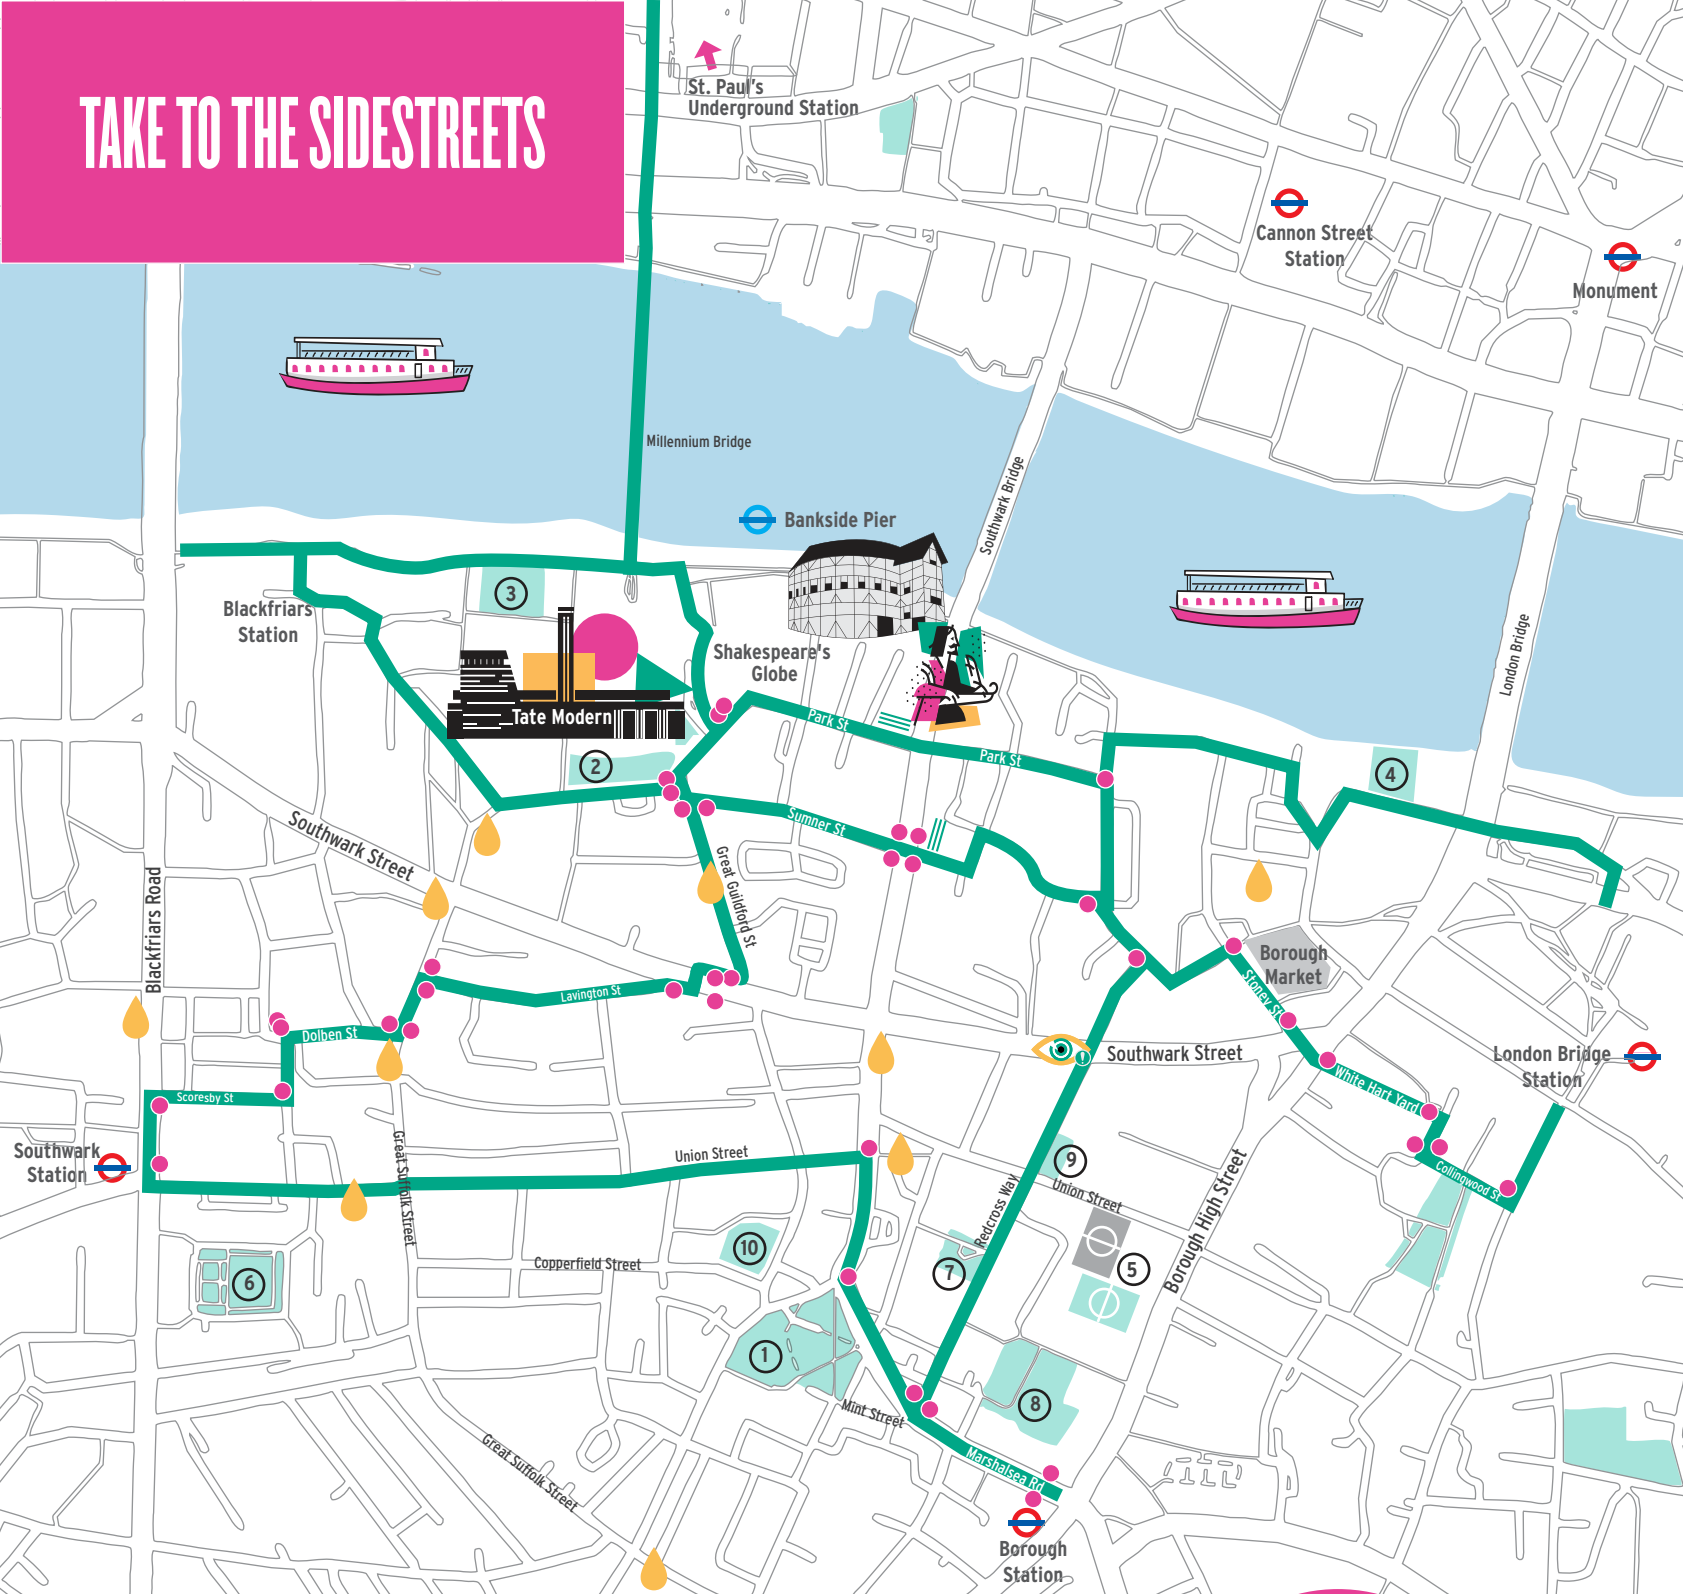 TAKE TO THE SIDESTREETS
St. Paul's
Underground Station
Cannon Street
Station
Monument
Millennium Bridge
Bankside Pier
Southwark Bridge
London Bridge
Blackfriars
Station
3
Shakespeare's
Globe
Tate Modern
Park St
Park St
2
4
Southwark Street
Sumner St
Great Guildford St
Blackfriars Road
Borough
Market
Stoney St
Lavington St
Dolben St
!
Southwark Street
London Bridge
Station
White Hart Yard
Scoresby St
Southwark
Station
Great Suffolk Street
Union Street
9
Union Street
Collingwood St
Redcross Way
Borough High Street
10
Copperfield Street
6
7
5
1
8
Mint Street
Marshalsea Rd
Great Suffolk Street
Borough
Station